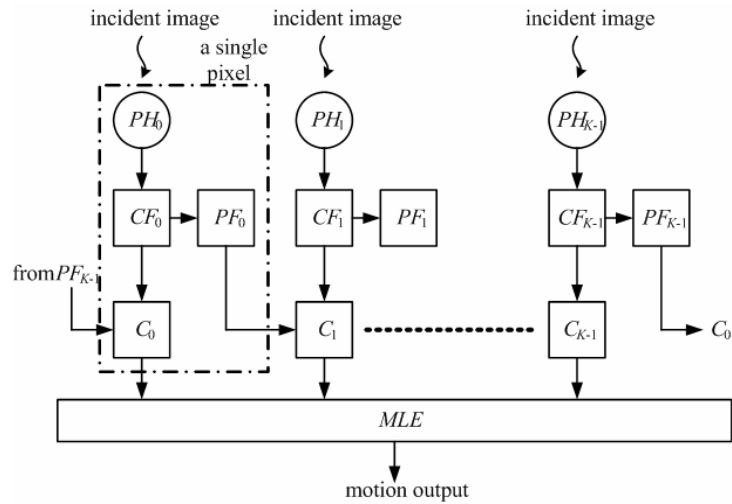 incident image incident image incident image
a single
pixel
PH0 PH1 PHK-1
CF0 PF0 CF1 PF1 CFK-1 PFK-1
fromPFK-1
C0 C1 CK-1 C0
MLE
motion output